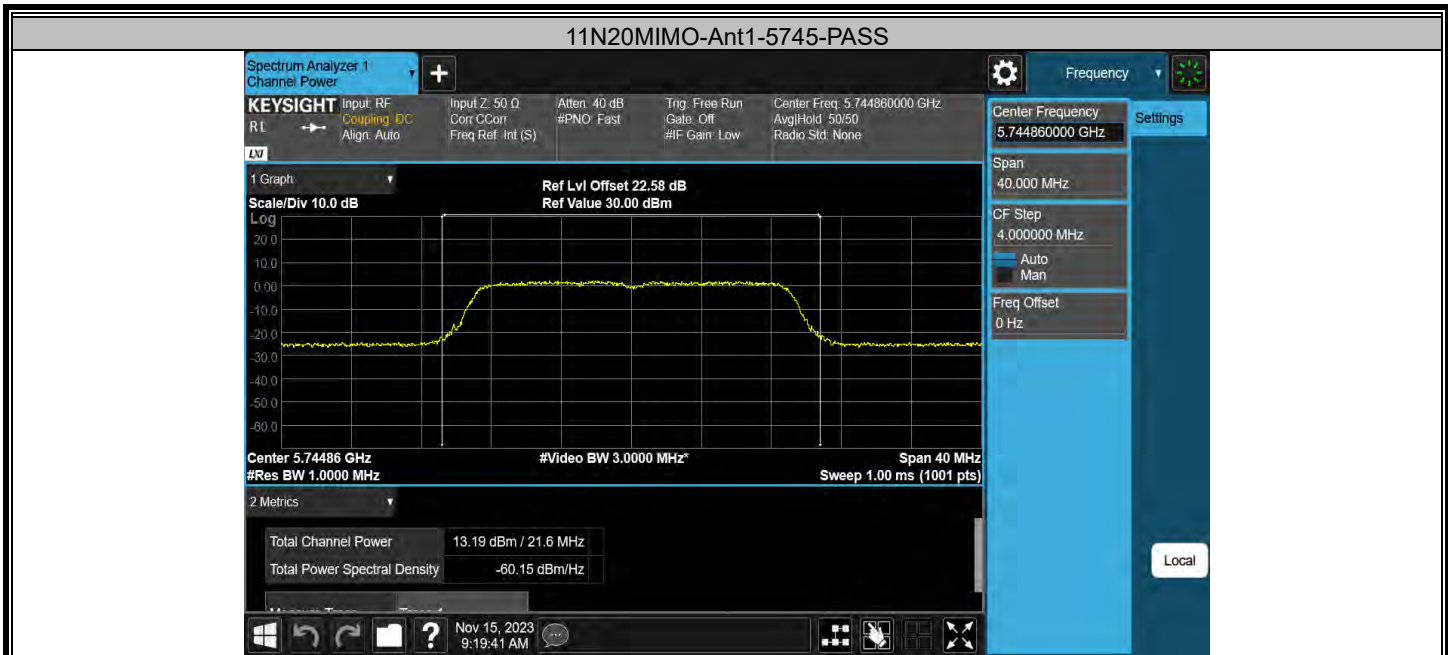 11N20MIMO-Ant1-5745-PASS
Spectrum Analyzer 1
Channel Power
Frequency
KEYSIGHT
RL
LXI
Input: RF
Coupling: DC
Align: Auto
Input Z: 50 Ω
Corr CCorr
Freq Ref: Int (S)
Atten: 40 dB
#PNO: Fast
Trig: Free Run
Gate: Off
#IF Gain: Low
Center Freq: 5.744860000 GHz
Avg|Hold: 50/50
Radio Std: None
Center Frequency
5.744860000 GHz
Settings
Span
40.000 MHz
CF Step
4.000000 MHz
Auto
Man
Freq Offset
0 Hz
1 Graph
Scale/Div 10.0 dB
Ref Lvl Offset 22.58 dB
Ref Value 30.00 dBm
Log
20.0
10.0
0.00
-10.0
-20.0
-30.0
-40.0
-50.0
-60.0
Center 5.74486 GHz
#Video BW 3.0000 MHz*
Span 40 MHz
#Res BW 1.0000 MHz
Sweep 1.00 ms (1001 pts)
2 Metrics
Total Channel Power 13.19 dBm / 21.6 MHz
Total Power Spectral Density -60.15 dBm/Hz
Local
Nov 15, 2023
9:19:41 AM